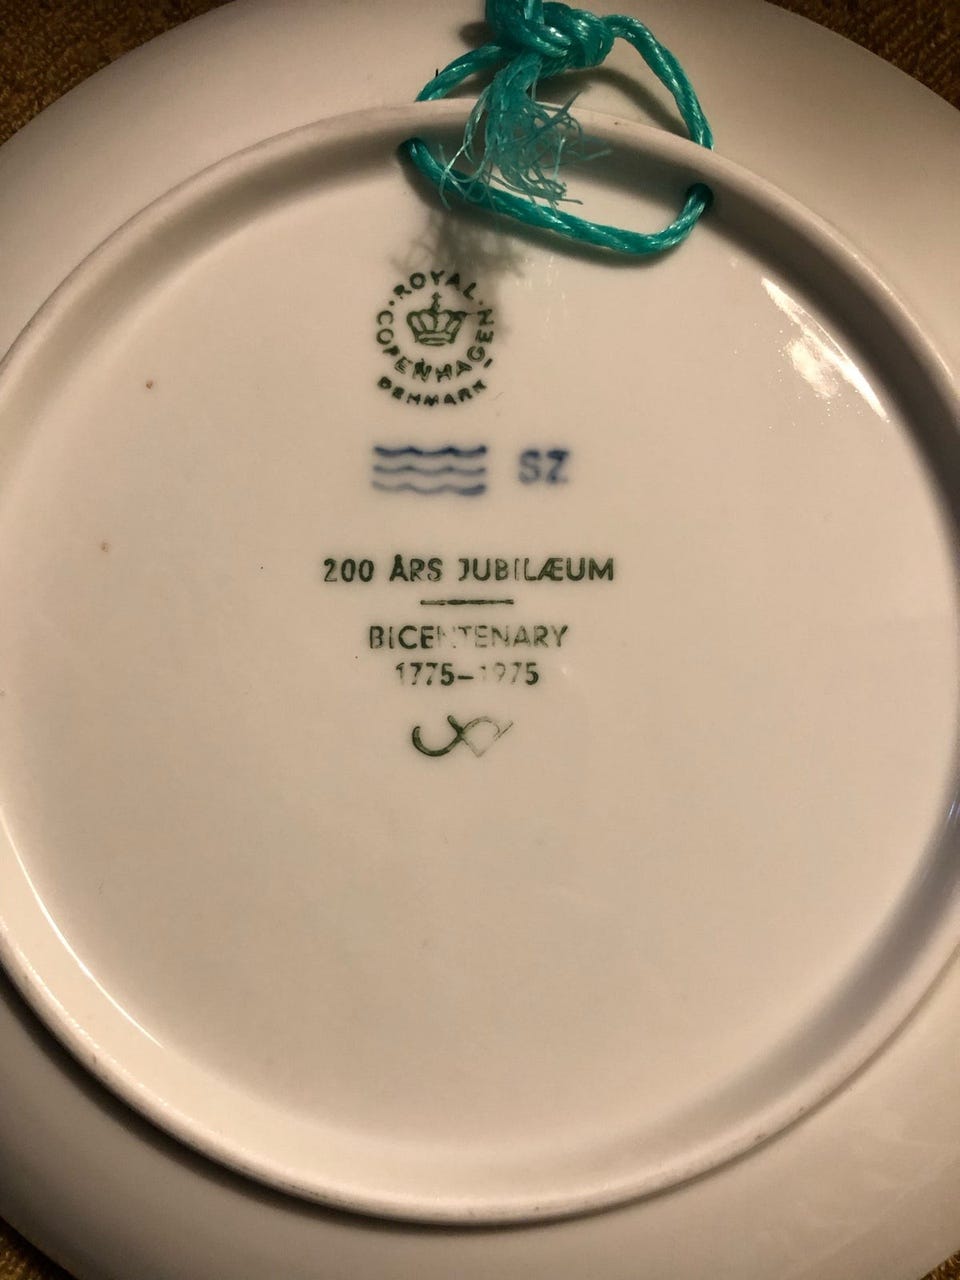 ROYAL
COPENHAGEN
DENMARK
SZ
200 ÅRS JUBILÆUM
BICENTENARY
1775–1975